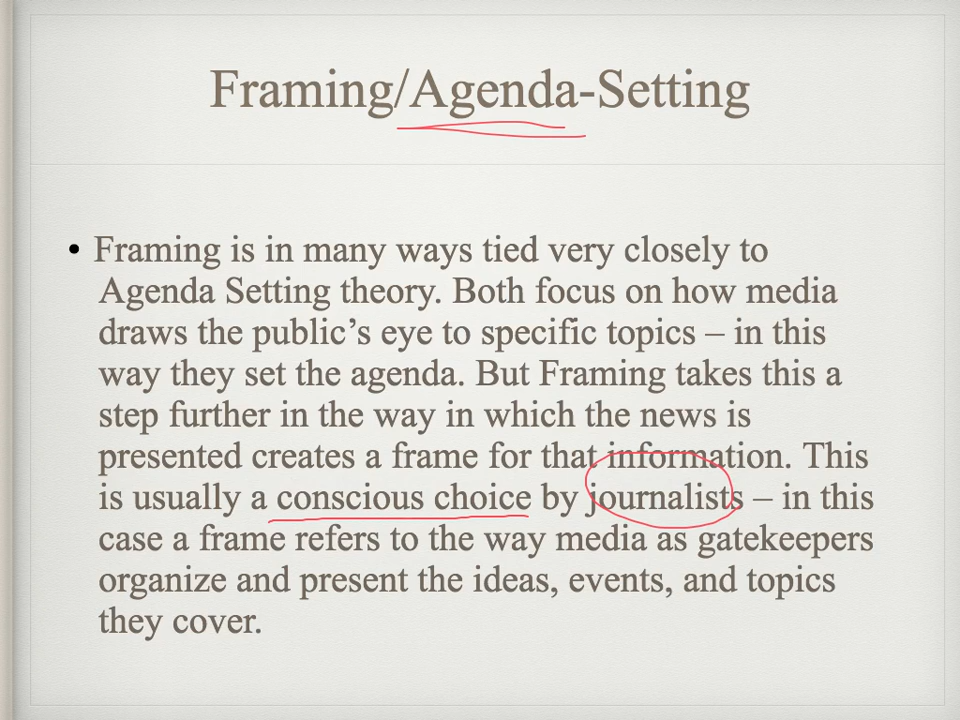 Framing/Agenda-Setting
• Framing is in many ways tied very closely to
Agenda Setting theory. Both focus on how media
draws the public’s eye to specific topics – in this
way they set the agenda. But Framing takes this a
step further in the way in which the news is
presented creates a frame for that information. This
is usually a conscious choice by journalists – in this
case a frame refers to the way media as gatekeepers
organize and present the ideas, events, and topics
they cover.